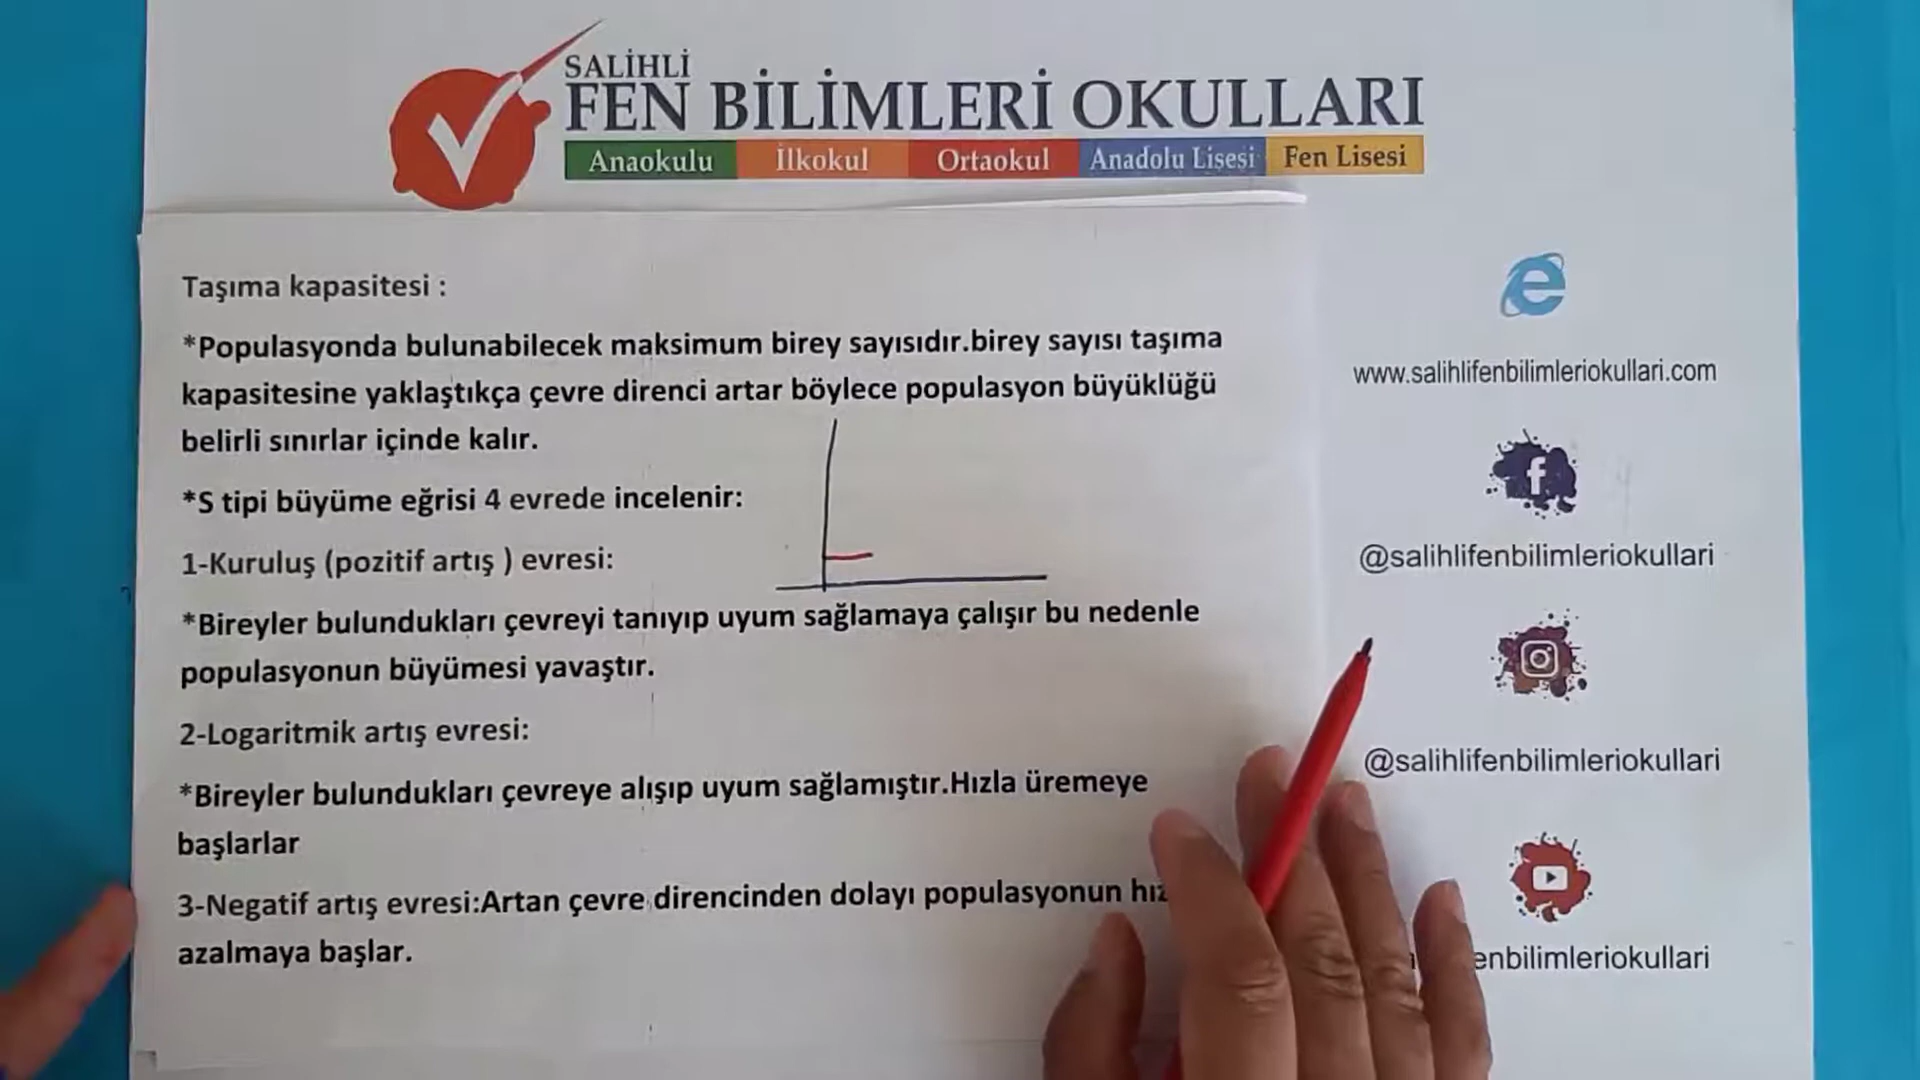 SALİHLİ
FEN BİLİMLERİ OKULLARI
Anaokulu İlkokul Ortaokul Anadolu Lisesi Fen Lisesi
Taşıma kapasitesi :
*Populasyonda bulunabilecek maksimum birey sayısıdır.birey sayısı taşıma
kapasitesine yaklaştıkça çevre direnci artar böylece populasyon büyüklüğü
belirli sınırlar içinde kalır.
*S tipi büyüme eğrisi 4 evrede incelenir:
1-Kuruluş (pozitif artış ) evresi:
*Bireyler bulundukları çevreyi tanıyıp uyum sağlamaya çalışır bu nedenle
populasyonun büyümesi yavaştır.
2-Logaritmik artış evresi:
*Bireyler bulundukları çevreye alışıp uyum sağlamıştır.Hızla üremeye
başlarlar
3-Negatif artış evresi:Artan çevre direncinden dolayı populasyonun
azalmaya başlar.
www.salihlifenbilimleriokullari.com
@salihlifenbilimleriokullari
@salihlifenbilimleriokullari
enbilimleriokullari